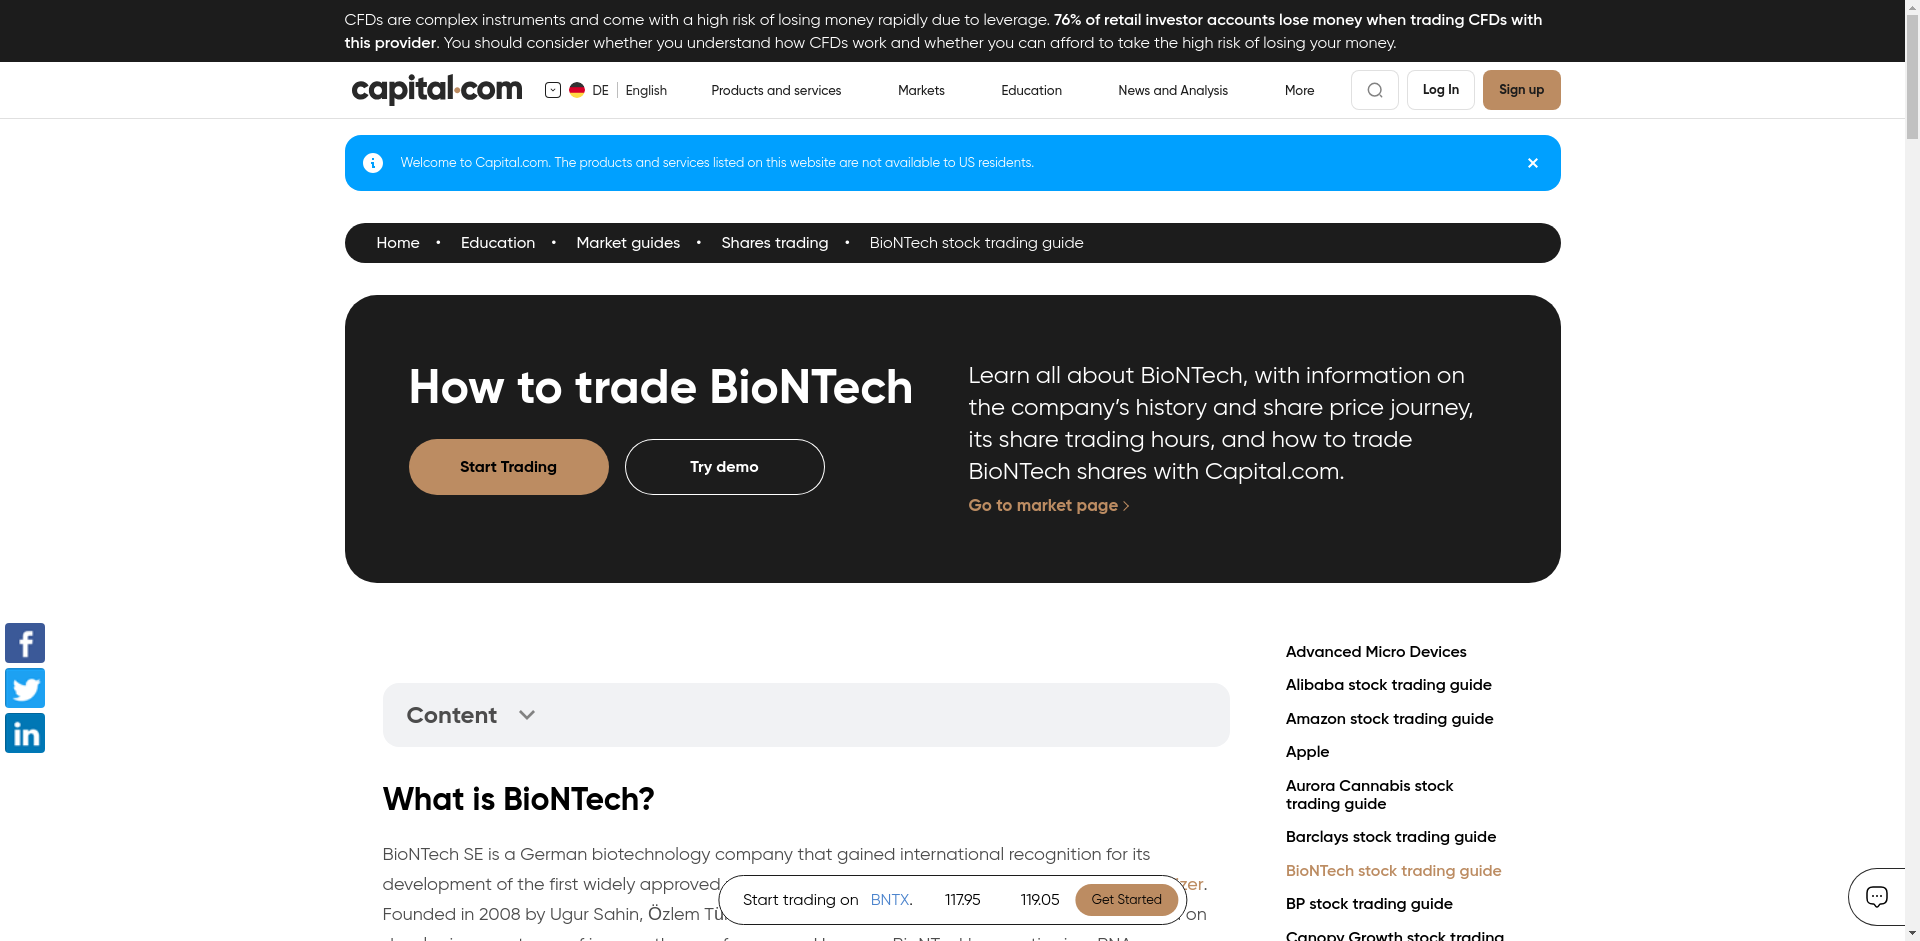 CFDs are complex instruments and come with a high risk of losing money rapidly due to leverage. 76% of retail investor accounts lose money when trading CFDs with
this provider. You should consider whether you understand how CFDs work and whether you can afford to take the high risk of losing your money.
capital.com
DE English
Products and services
Markets
Education
News and Analysis
More
Log In
Sign up
Welcome to Capital.com. The products and services listed on this website are not available to US residents.
Home • Education • Market guides • Shares trading • BioNTech stock trading guide
How to trade BioNTech
Start Trading
Try demo
Learn all about BioNTech, with information on
the company's history and share price journey,
its share trading hours, and how to trade
BioNTech shares with Capital.com.
Go to market page
Content
What is BioNTech?
BioNTech SE is a German biotechnology company that gained international recognition for its
development of the first widely approved
Founded in 2008 by Ugur Sahin, Özlem on
Start trading on BNTX. 117.95 119.05 Get Started
Advanced Micro Devices
Alibaba stock trading guide
Amazon stock trading guide
Apple
Aurora Cannabis stock
trading guide
Barclays stock trading guide
BioNTech stock trading guide
BP stock trading guide
Canopy Growth stock trading